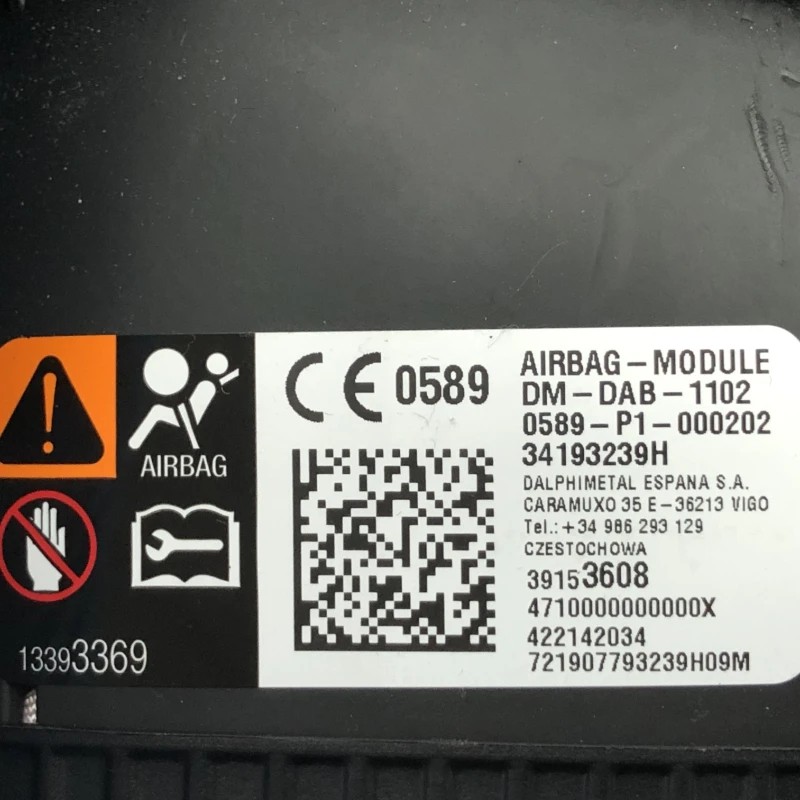 AIRBAG
13393369
CE 0589
AIRBAG-MODULE
DM-DAB-1102
0589-P1-000202
34193239H
DALPHIMETAL ESPANA S.A.
CARAMUXO 35 E-36213 VIGO
Tel.:+34 986 293 129
CZESTOCHOWA
39153608
4710000000000X
422142034
721907793239H09M